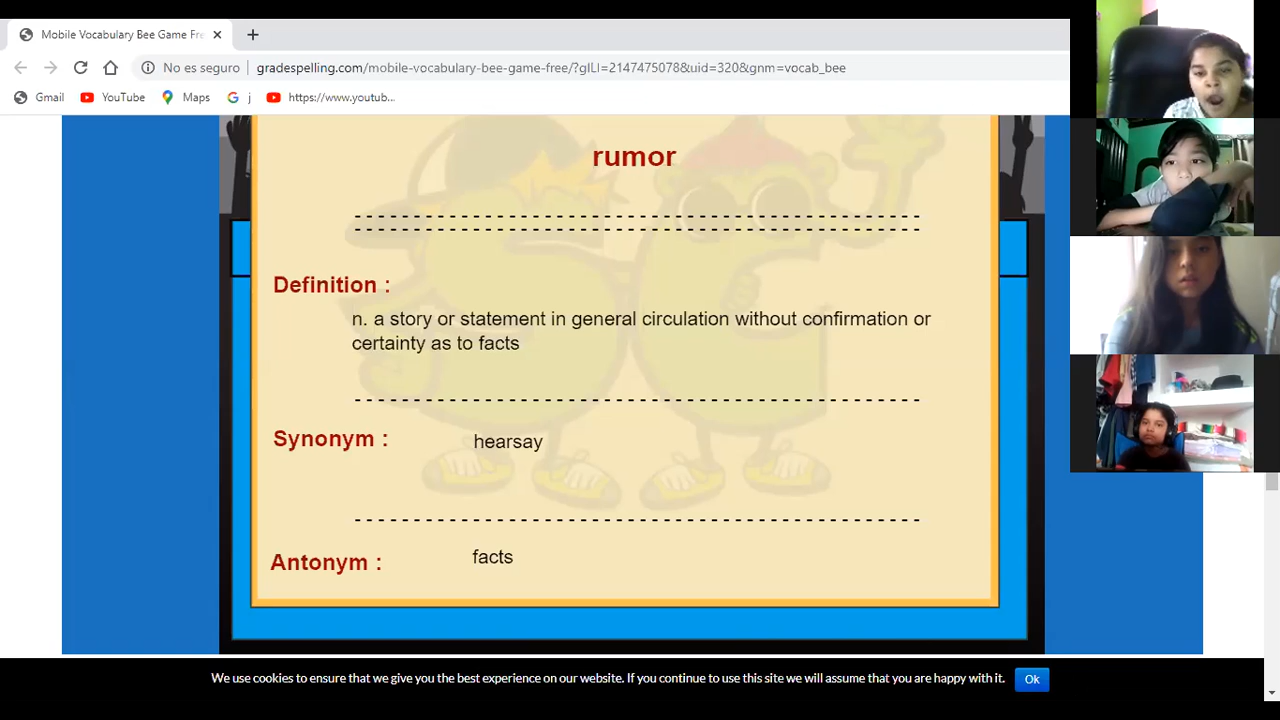 Mobile Vocabulary Bee Game Fre
No es seguro
gradespelling.com/mobile-vocabulary-bee-game-free/?glLI=2147475078&uid=320&gnm=vocab_bee
Gmail YouTube Maps j https://www.youtub...
rumor
Definition :
n. a story or statement in general circulation without confirmation or
certainty as to facts
Synonym : hearsay
Antonym : facts
We use cookies to ensure that we give you the best experience on our website. If you continue to use this site we will assume that you are happy with it. Ok